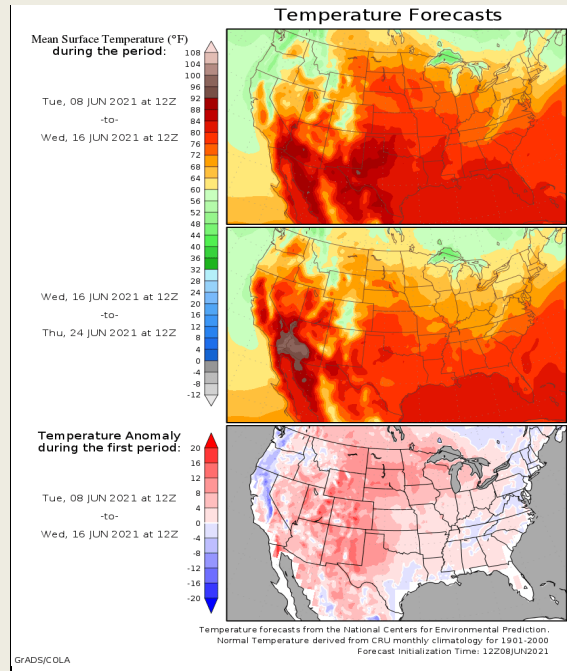 Temperature Forecasts
Mean Surface Temperature (°F)
during the period:
108
104
100
96
92
88
84
80
76
72
68
64
60
56
52
48
44
40
36
32
28
24
20
16
12
8
4
0
-4
-8
-12
Tue, 08 JUN 2021 at 12Z
-to-
Wed, 16 JUN 2021 at 12Z
Wed, 16 JUN 2021 at 12Z
-to-
Thu, 24 JUN 2021 at 12Z
Temperature Anomaly
during the first period:
20
16
12
8
4
0
-4
-8
-12
-16
-20
Tue, 08 JUN 2021 at 12Z
-to-
Wed, 16 JUN 2021 at 12Z
Temperature forecasts from the National Centers for Environmental Prediction.
Normal Temperature derived from CRU monthly climatology for 1901-2000
Forecast Initialization Time: 12Z08JUN2021
GrADS/COLA